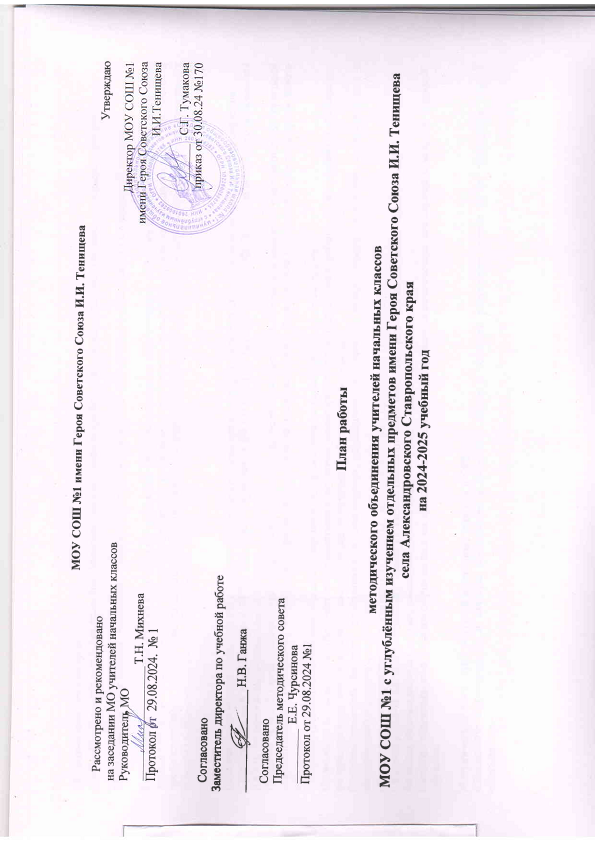 МОУ СОШ №1 имени Героя Советского Союза И.И. Тенищева
Рассмотрено и рекомендовано
на заседании МО учителей начальных классов
Руководитель МО
Т.Н. Михнева
Протокол от 29.08.2024. №1
Согласовано
Заместитель директора по учебной работе
Н.В. Ганжа
Согласовано
Председатель методического совета
Е.Е. Чурсинова
Протокол от 29.08.2024 №1
Утверждаю
Директор МОУ СОШ №1
имени Героя Советского Союза
И.И.Тенищева
С.Г. Тумакова
приказ от 30.08.24 №170
План работы
методического объединения учителей начальных классов
МОУ СОШ №1 с углублённым изучением отдельных предметов имени Героя Советского Союза И.И. Тенищева
села Александровского Ставропольского края
на 2024-2025 учебный год